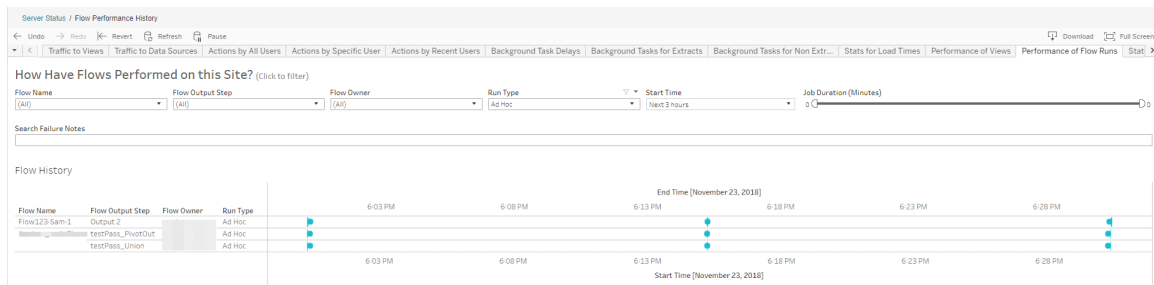 Server Status / Flow Performance History
Undo Redo Revert Refresh Pause Download Full Screen
Traffic to Views Traffic to Data Sources Actions by All Users Actions by Specific User Actions by Recent Users Background Task Delays Background Tasks for Extracts Background Tasks for Non Extr... Stats for Load Times Performance of Views Performance of Flow Runs Stat
How Have Flows Performed on this Site? (Click to filter)
Flow Name Flow Output Step Flow Owner Run Type Start Time Job Duration (Minutes)
(All) (All) (All) Ad Hoc Next 3 hours 0 0
Search Failure Notes
Flow History
End Time [November 23, 2018]
Flow Name Flow Output Step Flow Owner Run Type 6:03 PM 6:08 PM 6:13 PM 6:18 PM 6:23 PM 6:28 PM
Flow123-Sam-1 Output 2 Ad Hoc
testPass_PivotOut Ad Hoc
testPass_Union Ad Hoc
6:03 PM 6:08 PM 6:13 PM 6:18 PM 6:23 PM 6:28 PM
Start Time [November 23, 2018]